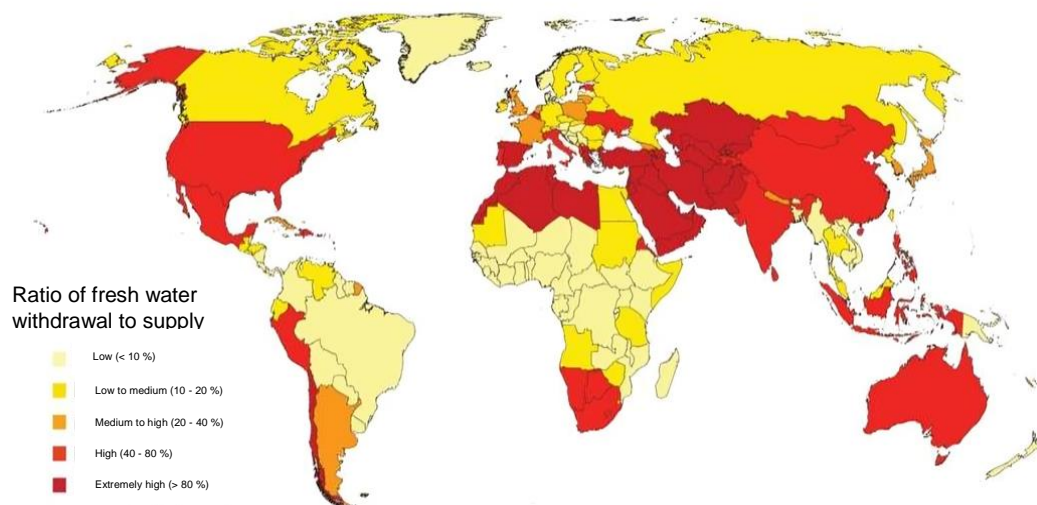 Ratio of fresh water
withdrawal to supply
Low (< 10 %)
Low to medium (10 - 20 %)
Medium to high (20 - 40 %)
High (40 - 80 %)
Extremely high (> 80 %)